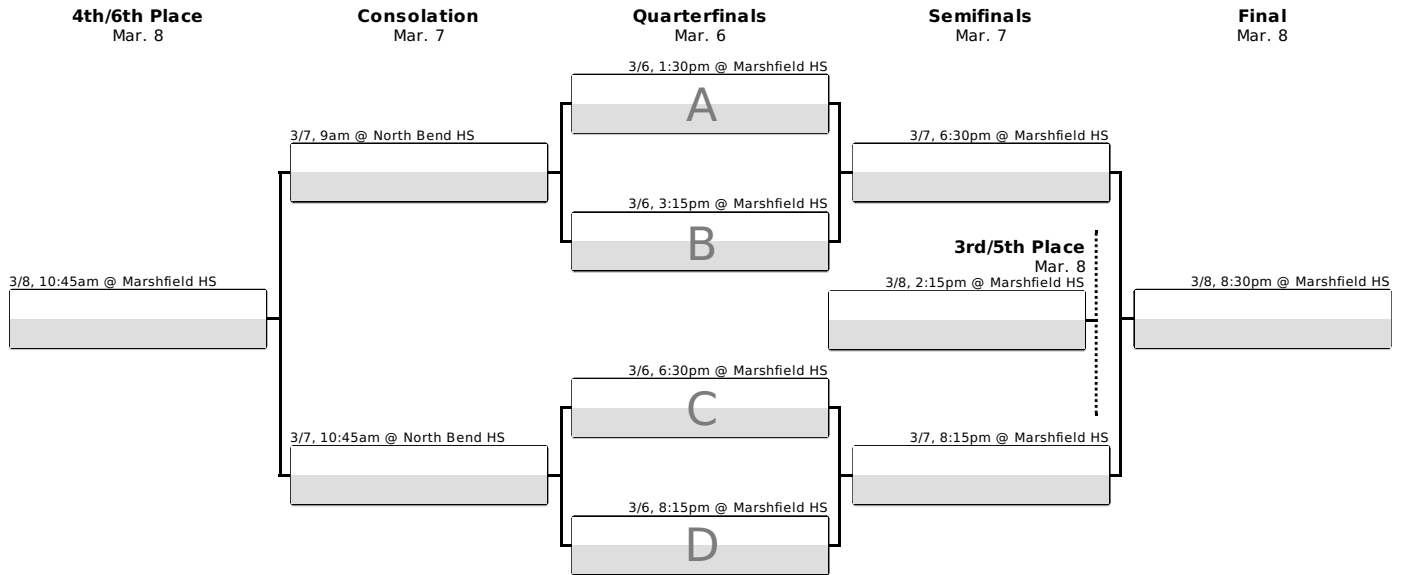 4th/6th Place
Mar. 8
Consolation
Mar. 7
Quarterfinals
Mar. 6
Semifinals
Mar. 7
Final
Mar. 8
3/6, 1:30pm @ Marshfield HS
A
3/7, 9am @ North Bend HS
3/7, 6:30pm @ Marshfield HS
3/6, 3:15pm @ Marshfield HS
B
3rd/5th Place
Mar. 8
3/8, 10:45am @ Marshfield HS
3/8, 2:15pm @ Marshfield HS
3/8, 8:30pm @ Marshfield HS
3/6, 6:30pm @ Marshfield HS
C
3/7, 10:45am @ North Bend HS
3/7, 8:15pm @ Marshfield HS
3/6, 8:15pm @ Marshfield HS
D